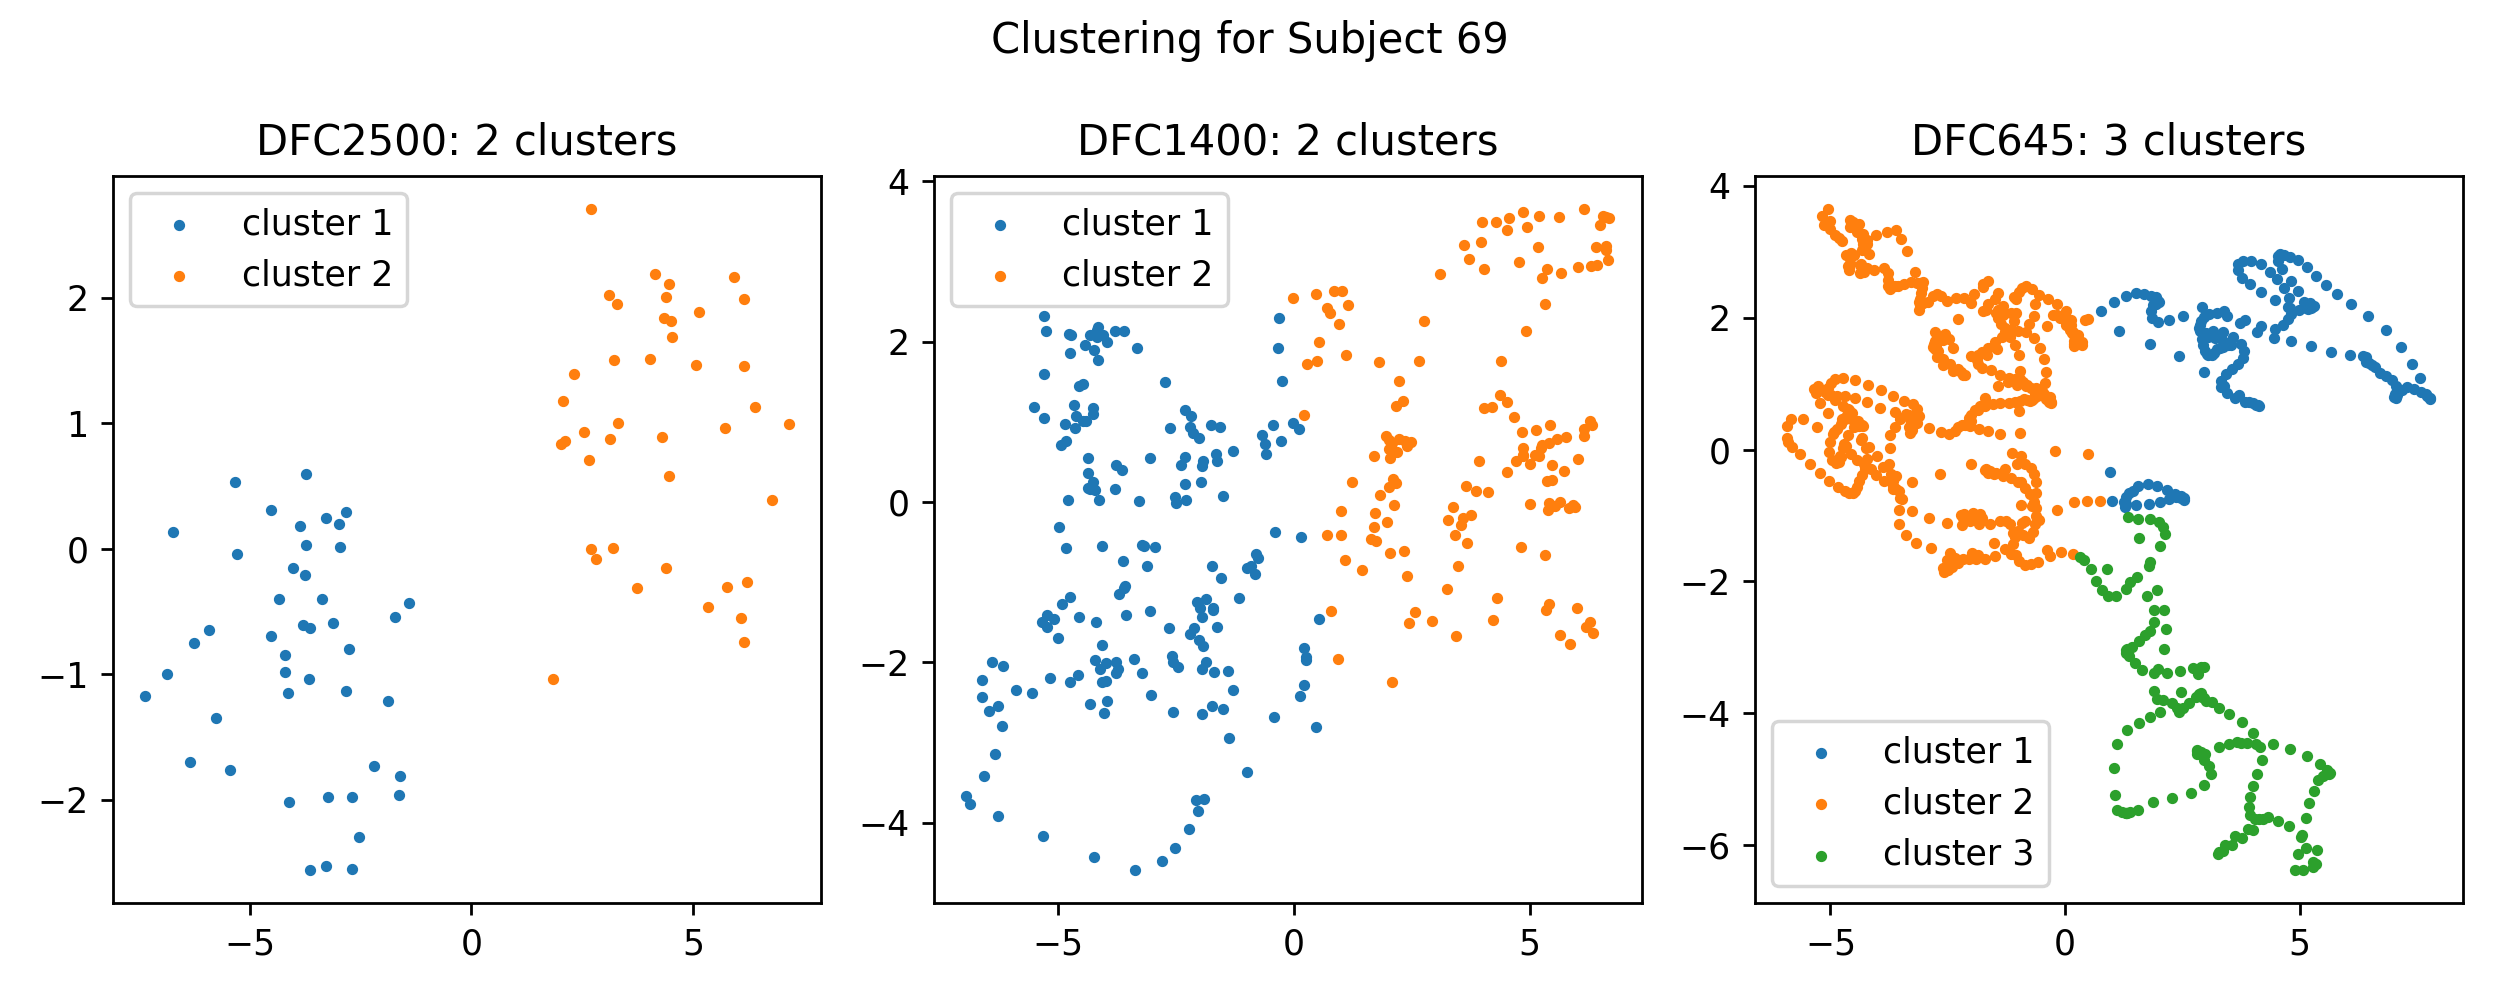 Clustering for Subject 69
DFC2500: 2 clusters
cluster 1
cluster 2
2
1
0
−1
−2
−5
0
5
DFC1400: 2 clusters
cluster 1
cluster 2
4
2
0
−2
−4
−5
0
5
DFC645: 3 clusters
4
2
0
−2
−4
−6
cluster 1
cluster 2
cluster 3
−5
0
5